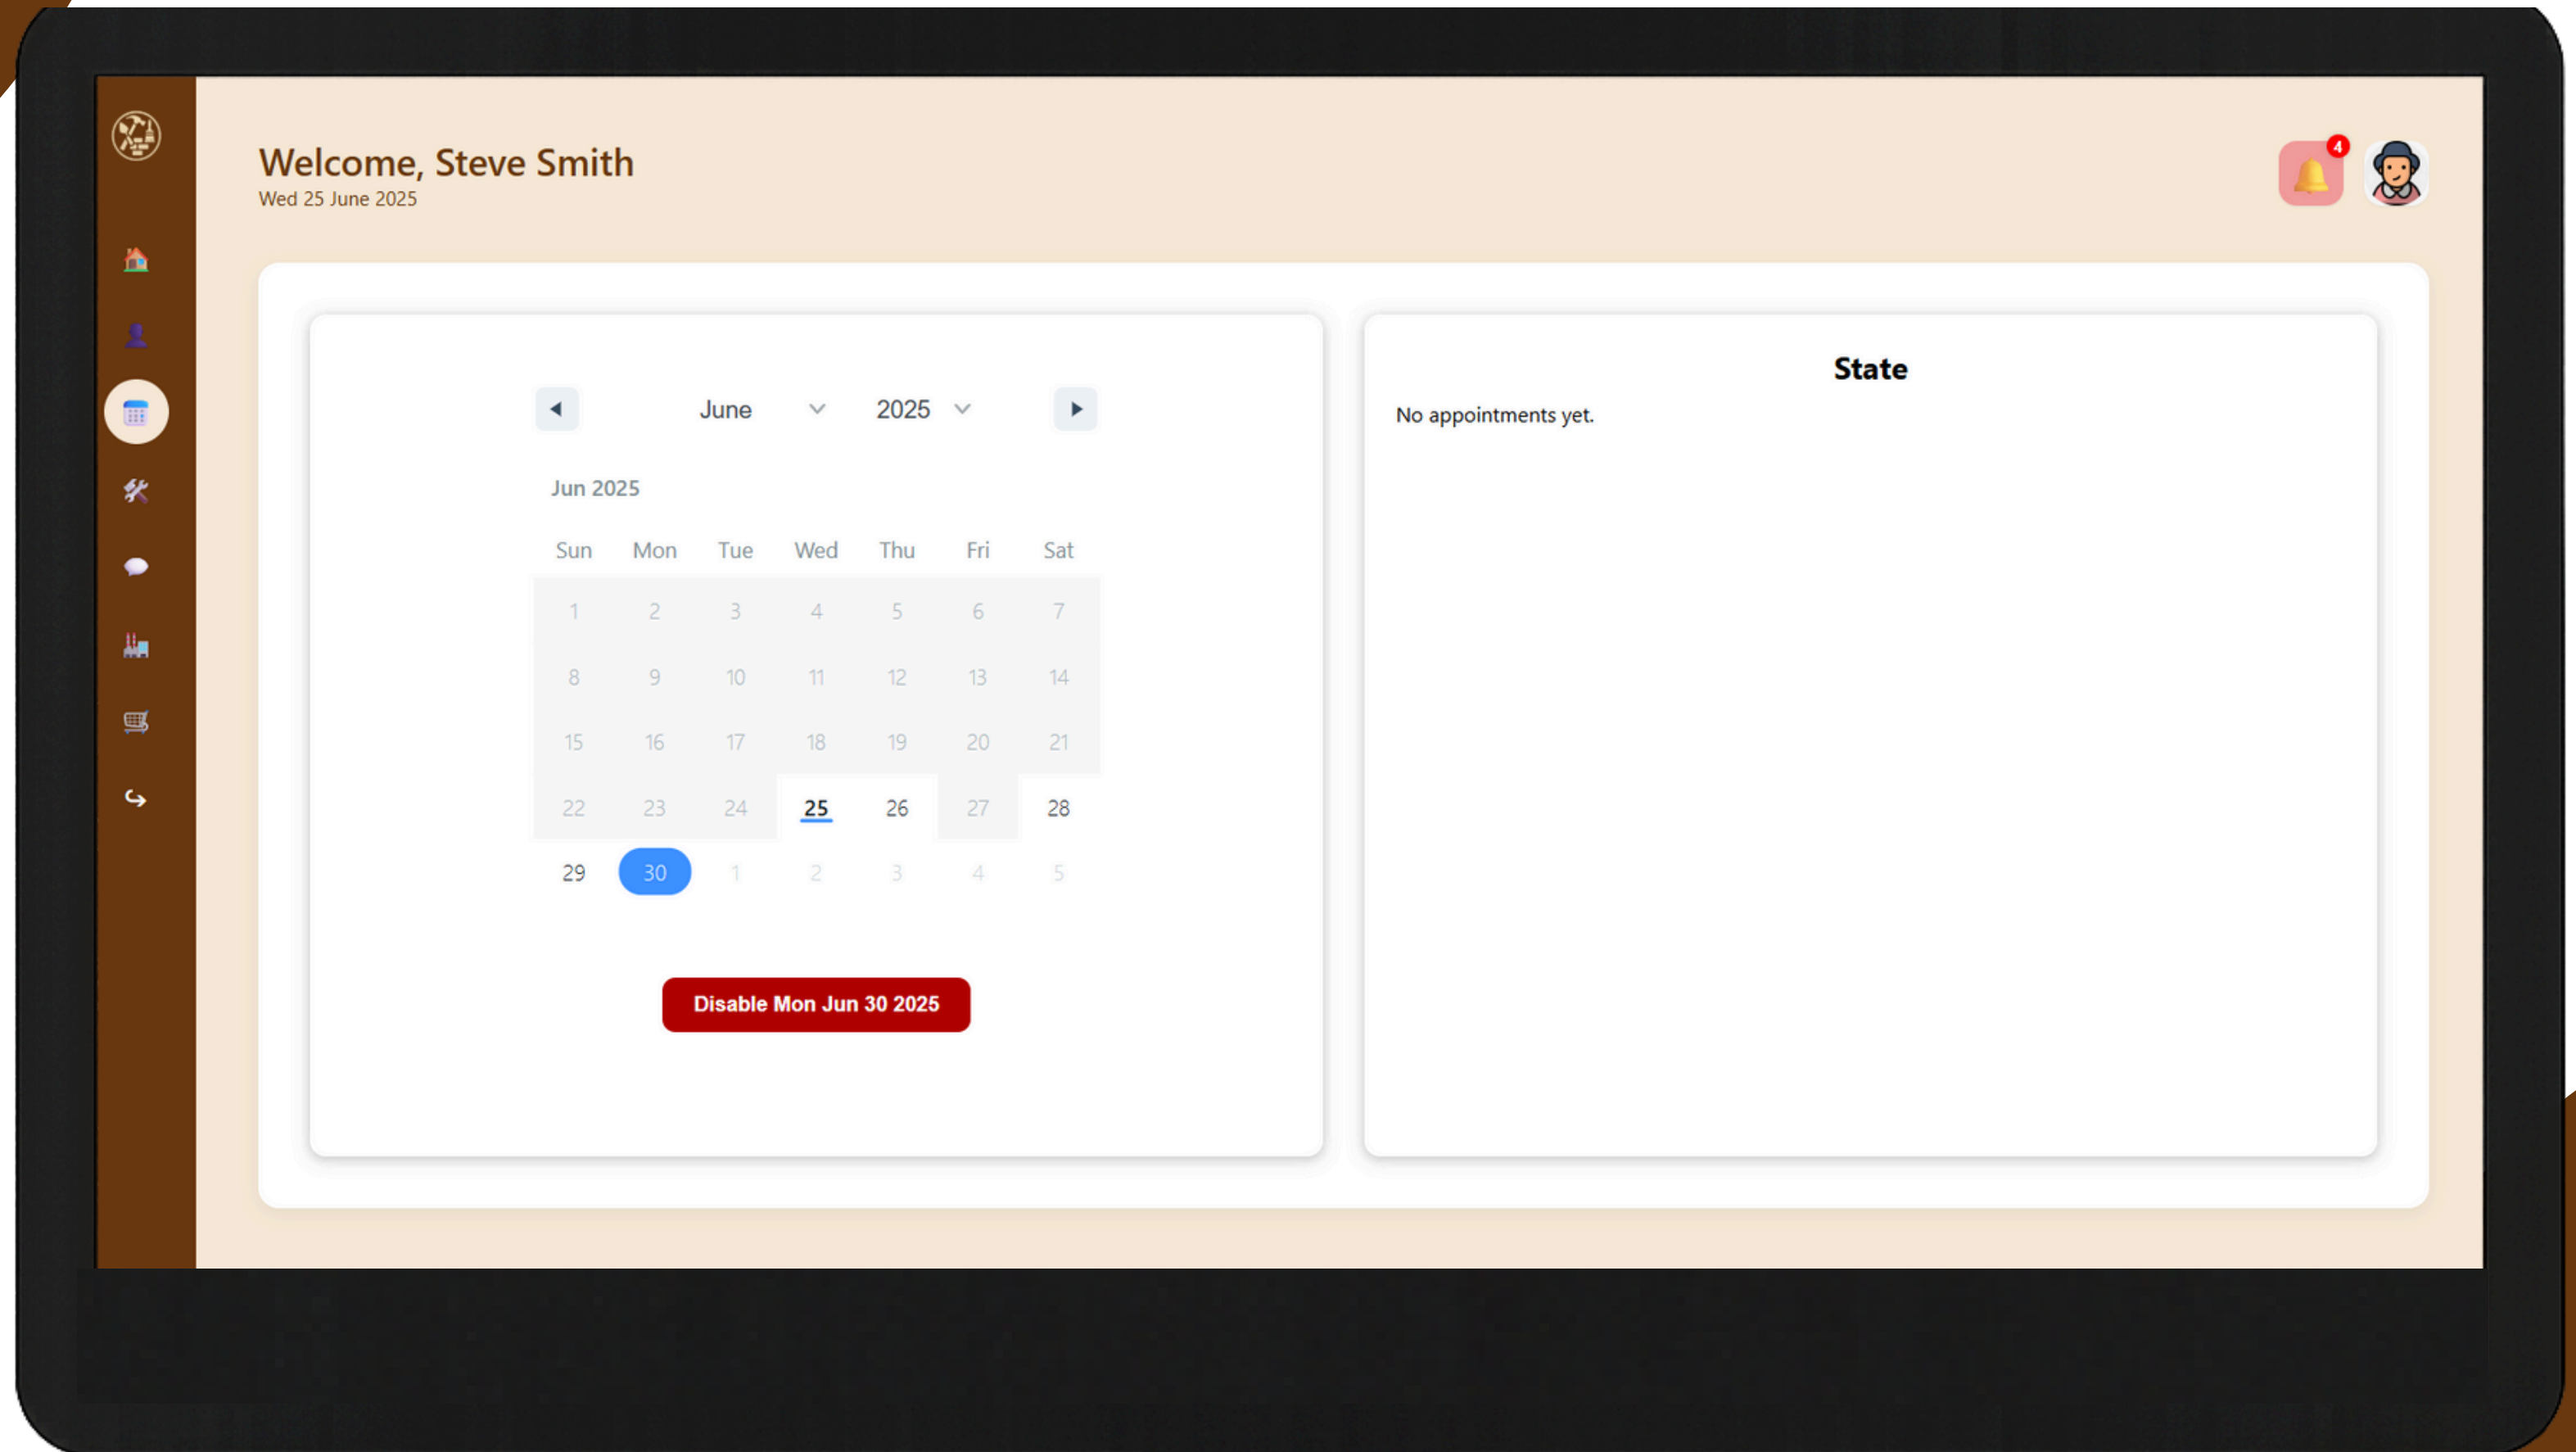 Welcome, Steve Smith
Wed 25 June 2025
4
June 2025
Jun 2025
Sun Mon Tue Wed Thu Fri Sat
1 2 3 4 5 6 7
8 9 10 11 12 13 14
15 16 17 18 19 20 21
22 23 24 25 26 27 28
29 30 1 2 3 4 5
Disable Mon Jun 30 2025
State
No appointments yet.